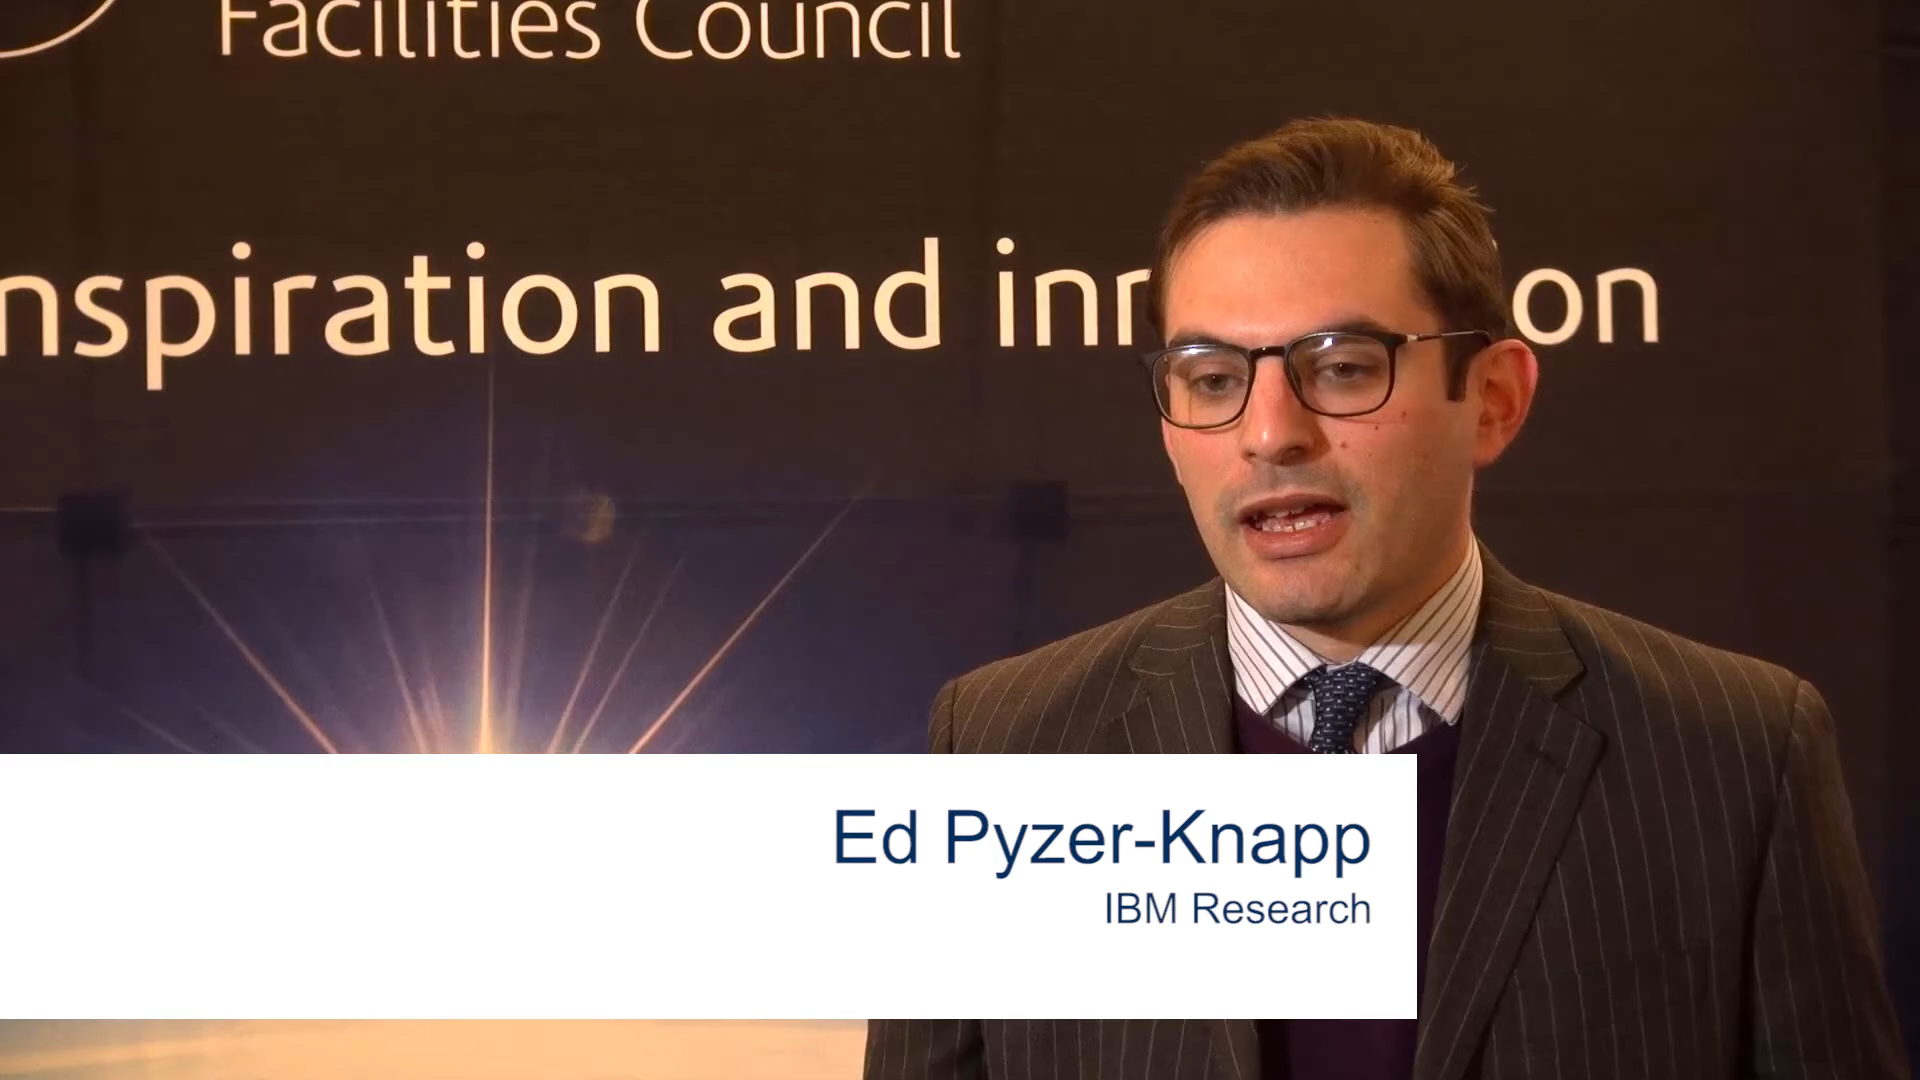 Facilities Council
nspiration and inn on
Ed Pyzer-Knapp
IBM Research